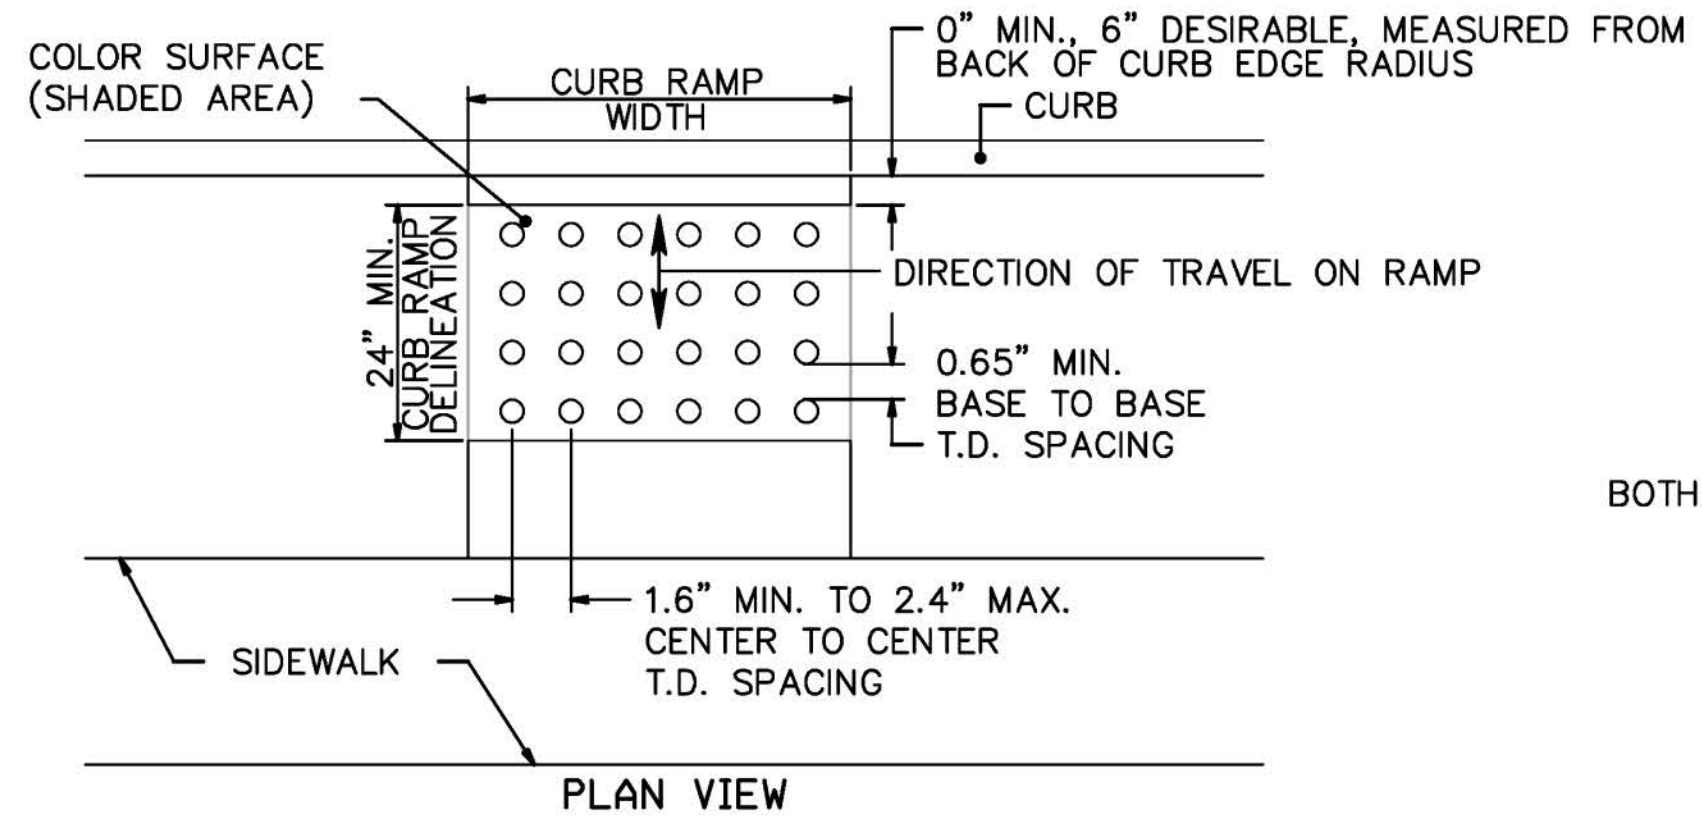 COLOR SURFACE
(SHADED AREA)
CURB RAMP
WIDTH
0” MIN., 6” DESIRABLE, MEASURED FROM
BACK OF CURB EDGE RADIUS
CURB
24” MIN.
CURB RAMP
DELINEATION
DIRECTION OF TRAVEL ON RAMP
0.65” MIN.
BASE TO BASE
T.D. SPACING
BOTH
1.6” MIN. TO 2.4” MAX.
CENTER TO CENTER
T.D. SPACING
SIDEWALK
PLAN VIEW